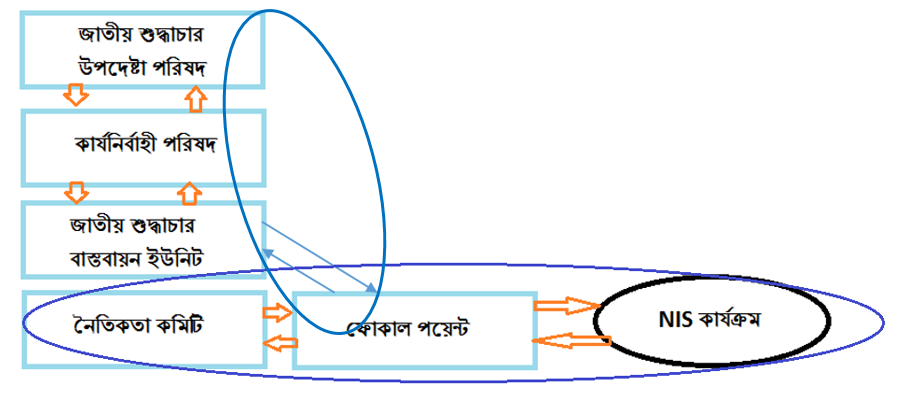 জাতীয় শুদ্ধাচার
উপদেষ্টা পরিষদ
কার্যনির্বাহী পরিষদ
জাতীয় শুদ্ধাচার
বাস্তবায়ন ইউনিট
নৈতিকতা কমিটি
ফোকাল পয়েন্ট
NIS কার্যক্রম